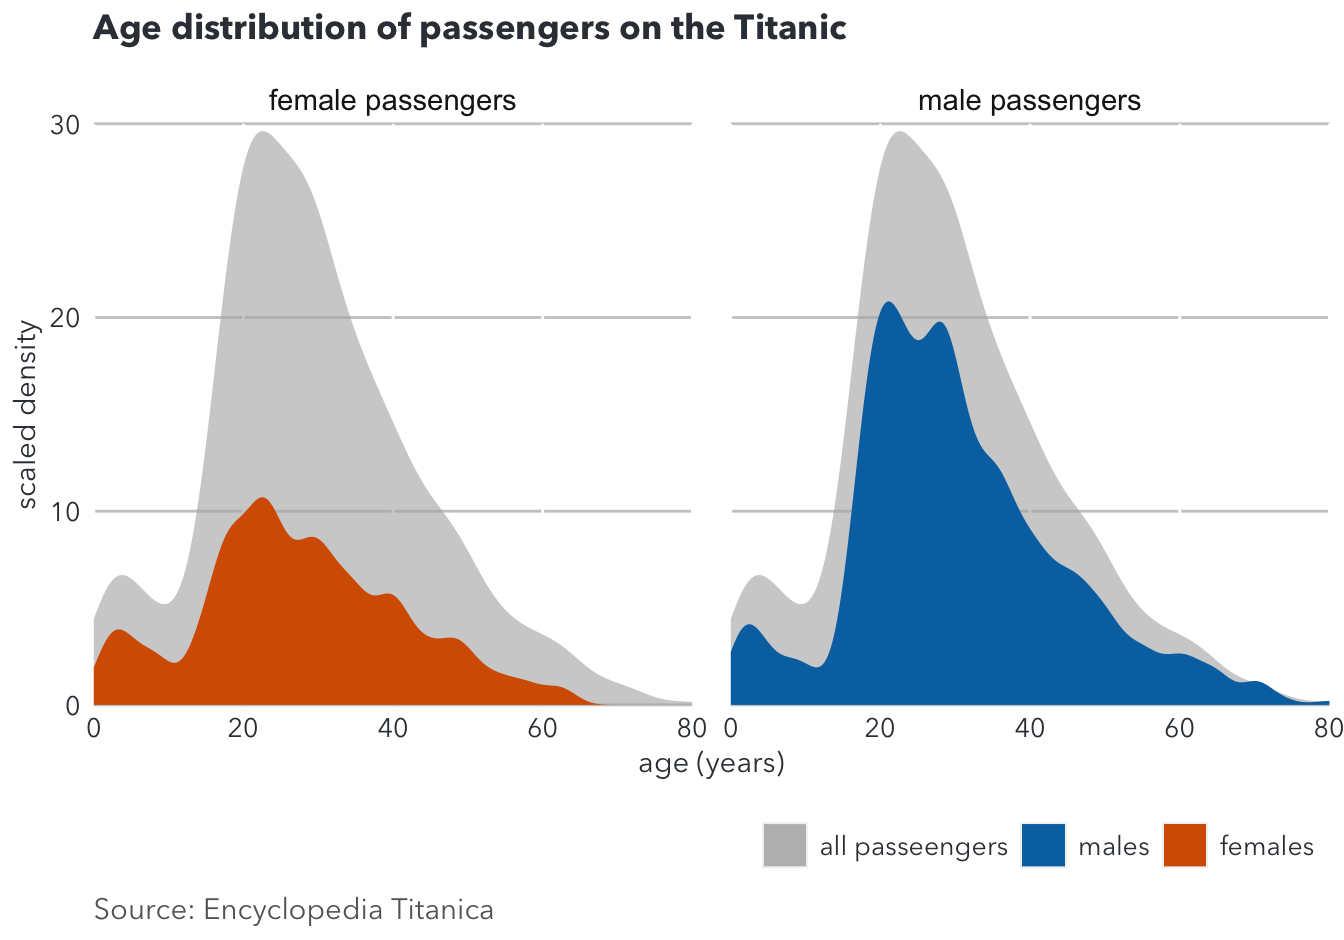 Age distribution of passengers on the Titanic
female passengers
male passengers
scaled density
30
20
10
0
0 20 40 60 80
0 20 40 60 80
age (years)
all passeengers males females
Source: Encyclopedia Titanica